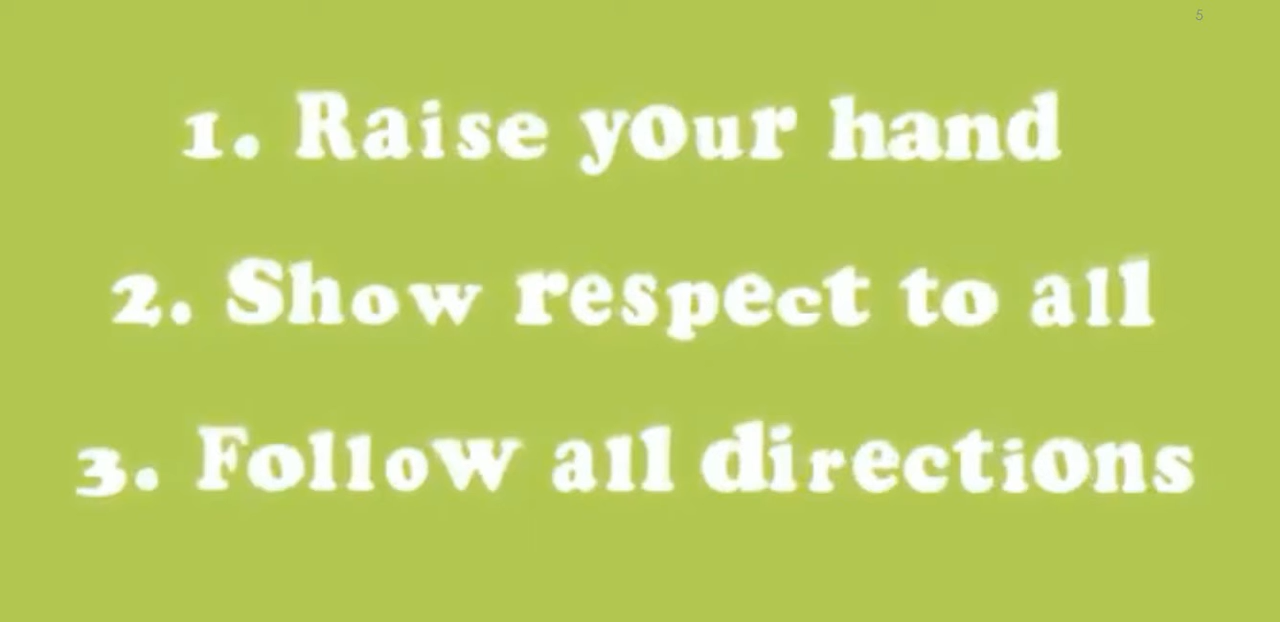 5
1. Raise your hand
2. Show respect to all
3. Follow all directions